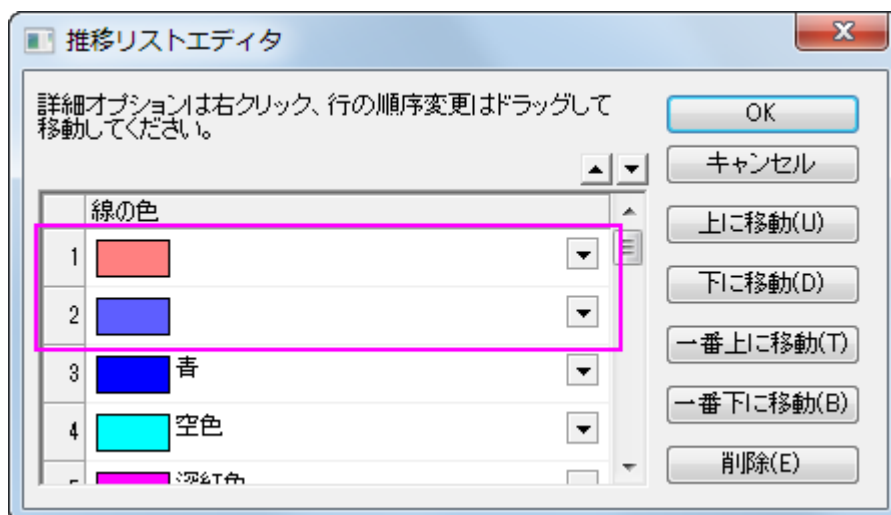 推移リストエディタ
詳細オプションは右クリック、行の順序変更はドラッグして
移動してください。
OK
キャンセル
上に移動(U)
下に移動(D)
一番上に移動(T)
一番下に移動(B)
削除(E)
線の色
1
2
3 青
4 空色
深紅色